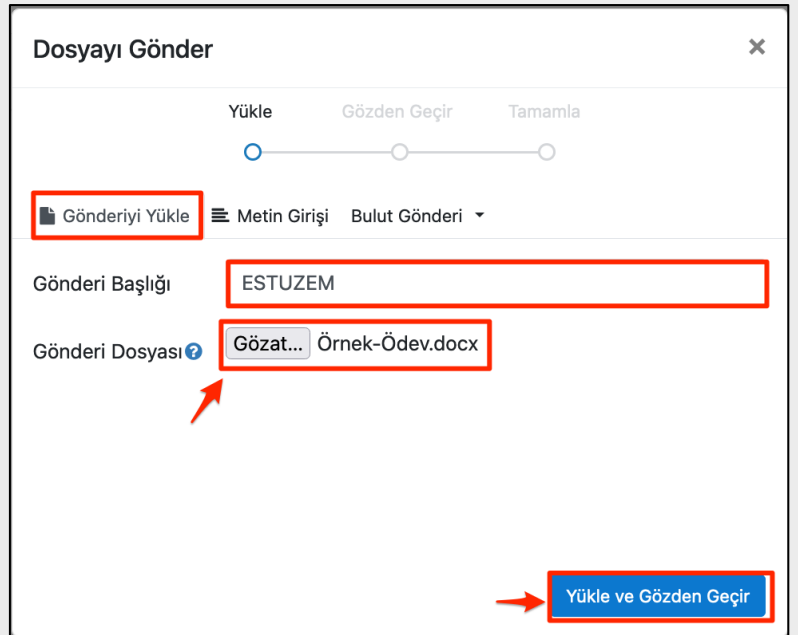 Dosyayı Gönder ×
Yükle Gözden Geçir Tamamla
Gönderiyi Yükle Metin Girişi Bulut Gönderi
Gönderi Başlığı ESTUZEM
Gönderi Dosyası ? Gözat... Örnek-Ödev.docx
Yükle ve Gözden Geçir